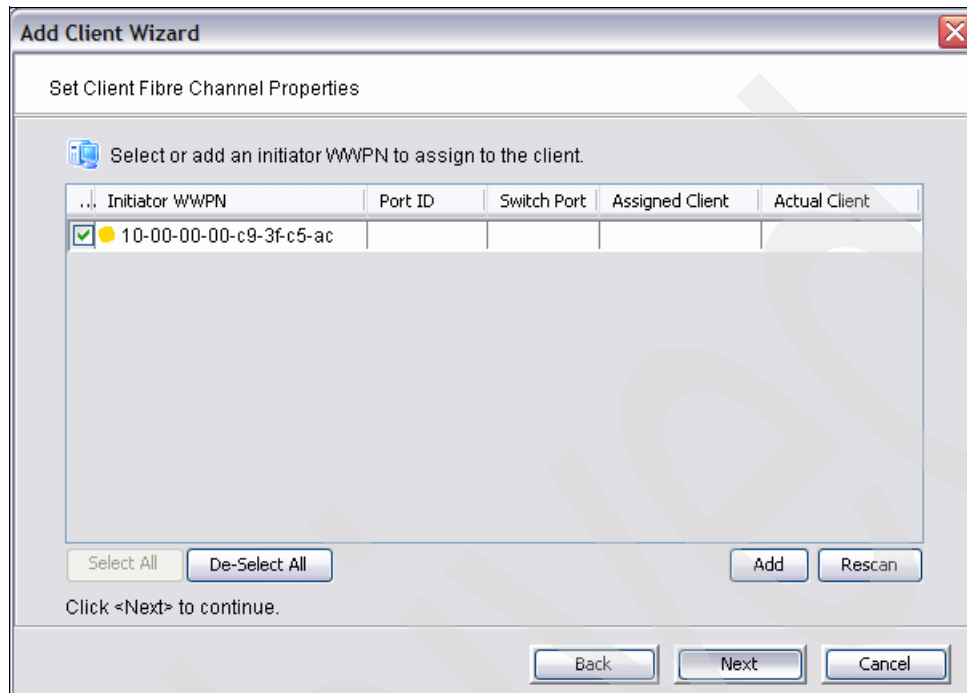 Add Client Wizard
Set Client Fibre Channel Properties
Select or add an initiator WWPN to assign to the client.
... Initiator WWPN Port ID Switch Port Assigned Client Actual Client
10-00-00-00-c9-3f-c5-ac
Select All De-Select All Add Rescan
Click <Next> to continue.
Back Next Cancel